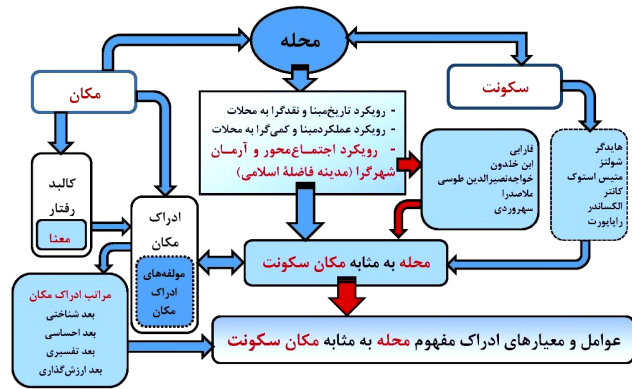 محله
مکان
سکونت
- رویکرد تاریخ‌مبنا و نقدگرا به محلات
- رویکرد عملکردمبنا و کمی‌گرا به محلات
- رویکرد اجتماع‌محور و آرمان
شهرگرا (مدینه فاضلهٔ اسلامی)
فارابی
ابن خلدون
خواجه‌نصیرالدین طوسی
ملاصدرا
سهروردی
هایدگر
شولتز
متیس استوک
کانتر
الکساندر
راپاپورت
کالبد
رفتار
معنا
ادراک
مکان
مولفه‌های
ادراک
مکان
محله به مثابه مکان سکونت
مراتب ادراک مکان
بعد شناختی
بعد احساسی
بعد تفسیری
بعد ارزش‌گذاری
عوامل و معیارهای ادراک مفهوم محله به مثابه مکان سکونت